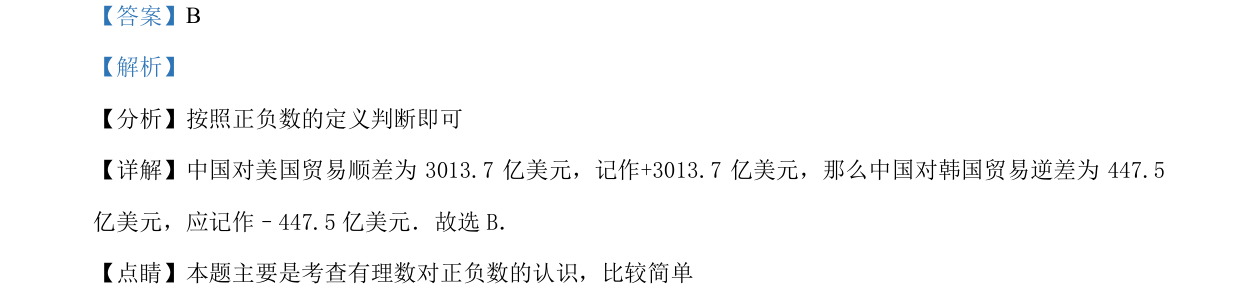 【答案】B
【解析】
【分析】按照正负数的定义判断即可
【详解】中国对美国贸易顺差为 3013.7 亿美元，记作+3013.7 亿美元，那么中国对韩国贸易逆差为 447.5
亿美元，应记作﹣447.5 亿美元．故选 B．
【点睛】本题主要是考查有理数对正负数的认识，比较简单